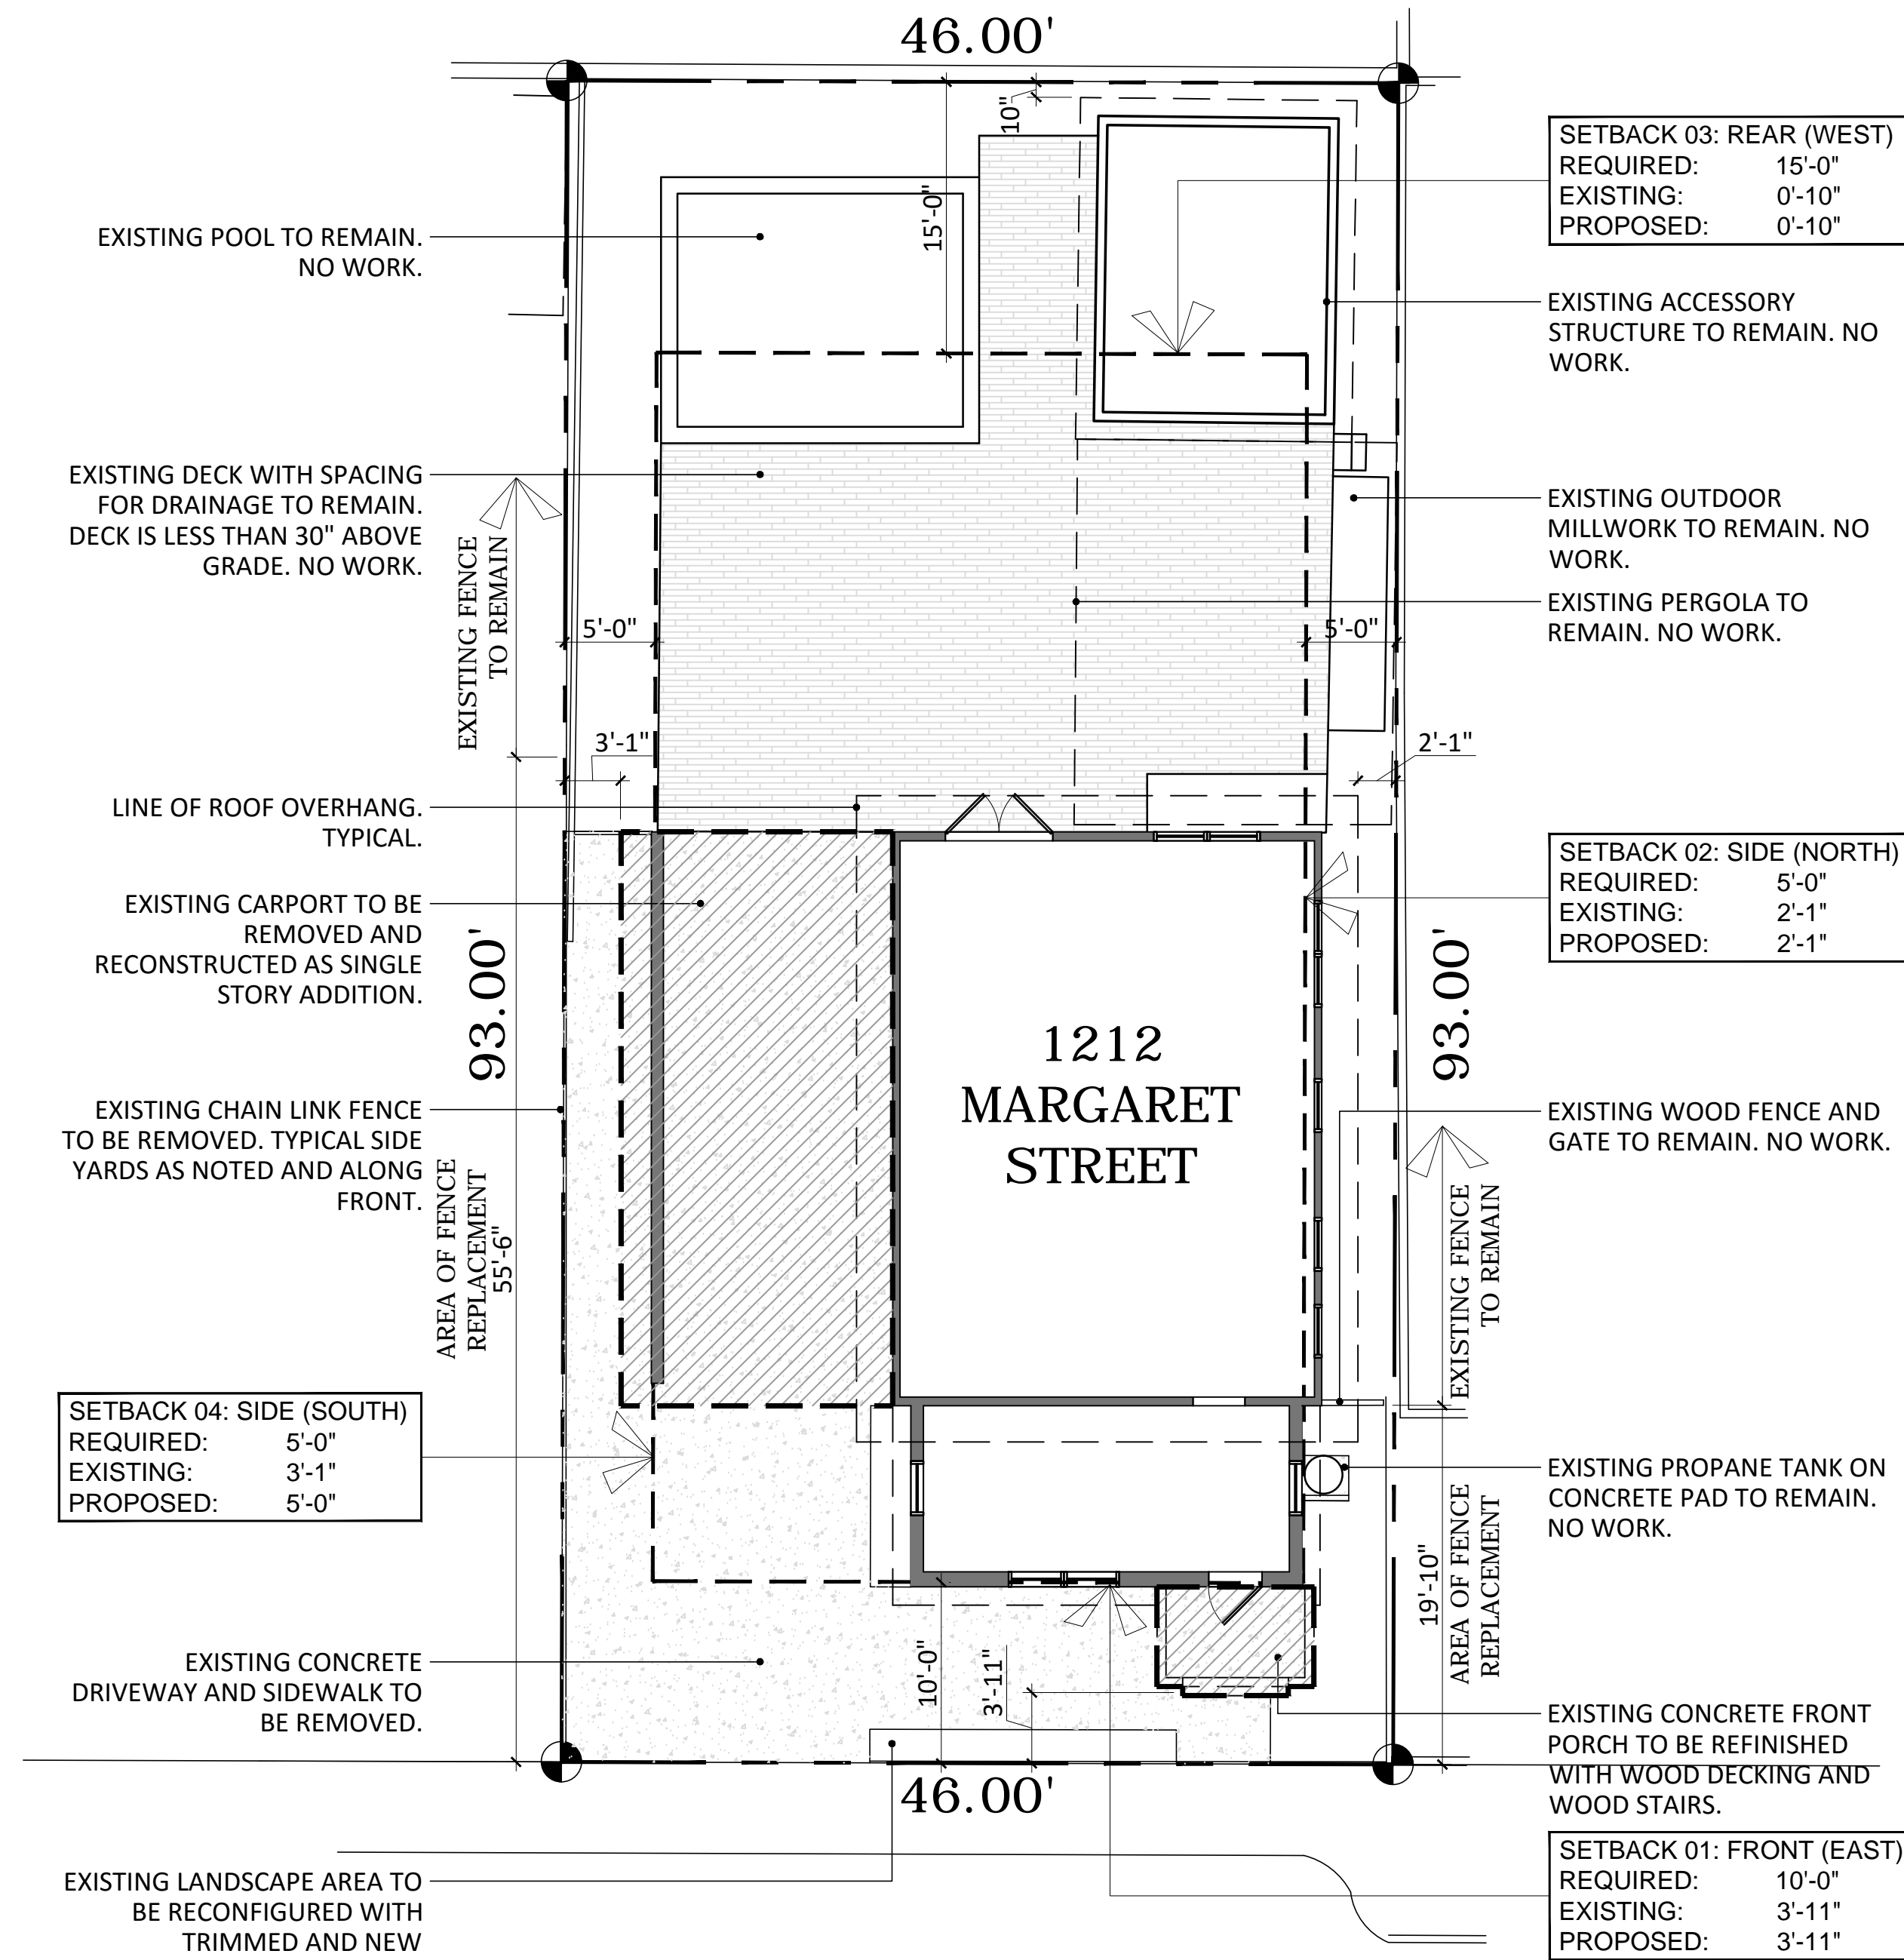 46.00'
10"
15'-0"
SETBACK 03: REAR (WEST)
REQUIRED: 15'-0"
EXISTING: 0'-10"
PROPOSED: 0'-10"
EXISTING POOL TO REMAIN.
NO WORK.
EXISTING ACCESSORY
STRUCTURE TO REMAIN. NO
WORK.
EXISTING DECK WITH SPACING
FOR DRAINAGE TO REMAIN.
DECK IS LESS THAN 30" ABOVE
GRADE. NO WORK.
EXISTING FENCE
TO REMAIN
EXISTING OUTDOOR
MILLWORK TO REMAIN. NO
WORK.
EXISTING PERGOLA TO
REMAIN. NO WORK.
5'-0"
5'-0"
3'-1"
2'-1"
LINE OF ROOF OVERHANG.
TYPICAL.
SETBACK 02: SIDE (NORTH)
REQUIRED: 5'-0"
EXISTING: 2'-1"
PROPOSED: 2'-1"
EXISTING CARPORT TO BE
REMOVED AND
RECONSTRUCTED AS SINGLE
STORY ADDITION.
93.00'
93.00'
1212
MARGARET
STREET
EXISTING CHAIN LINK FENCE
TO BE REMOVED. TYPICAL SIDE
YARDS AS NOTED AND ALONG
FRONT.
EXISTING WOOD FENCE AND
GATE TO REMAIN. NO WORK.
AREA OF FENCE
REPLACEMENT
55'-6"
EXISTING FENCE
TO REMAIN
SETBACK 04: SIDE (SOUTH)
REQUIRED: 5'-0"
EXISTING: 3'-1"
PROPOSED: 5'-0"
EXISTING PROPANE TANK ON
CONCRETE PAD TO REMAIN.
NO WORK.
19'-10"
AREA OF FENCE
REPLACEMENT
10'-0"
3'-11"
EXISTING CONCRETE
DRIVEWAY AND SIDEWALK TO
BE REMOVED.
EXISTING CONCRETE FRONT
PORCH TO BE REFINISHED
WITH WOOD DECKING AND
WOOD STAIRS.
46.00'
EXISTING LANDSCAPE AREA TO
BE RECONFIGURED WITH
TRIMMED AND NEW
SETBACK 01: FRONT (EAST)
REQUIRED: 10'-0"
EXISTING: 3'-11"
PROPOSED: 3'-11"